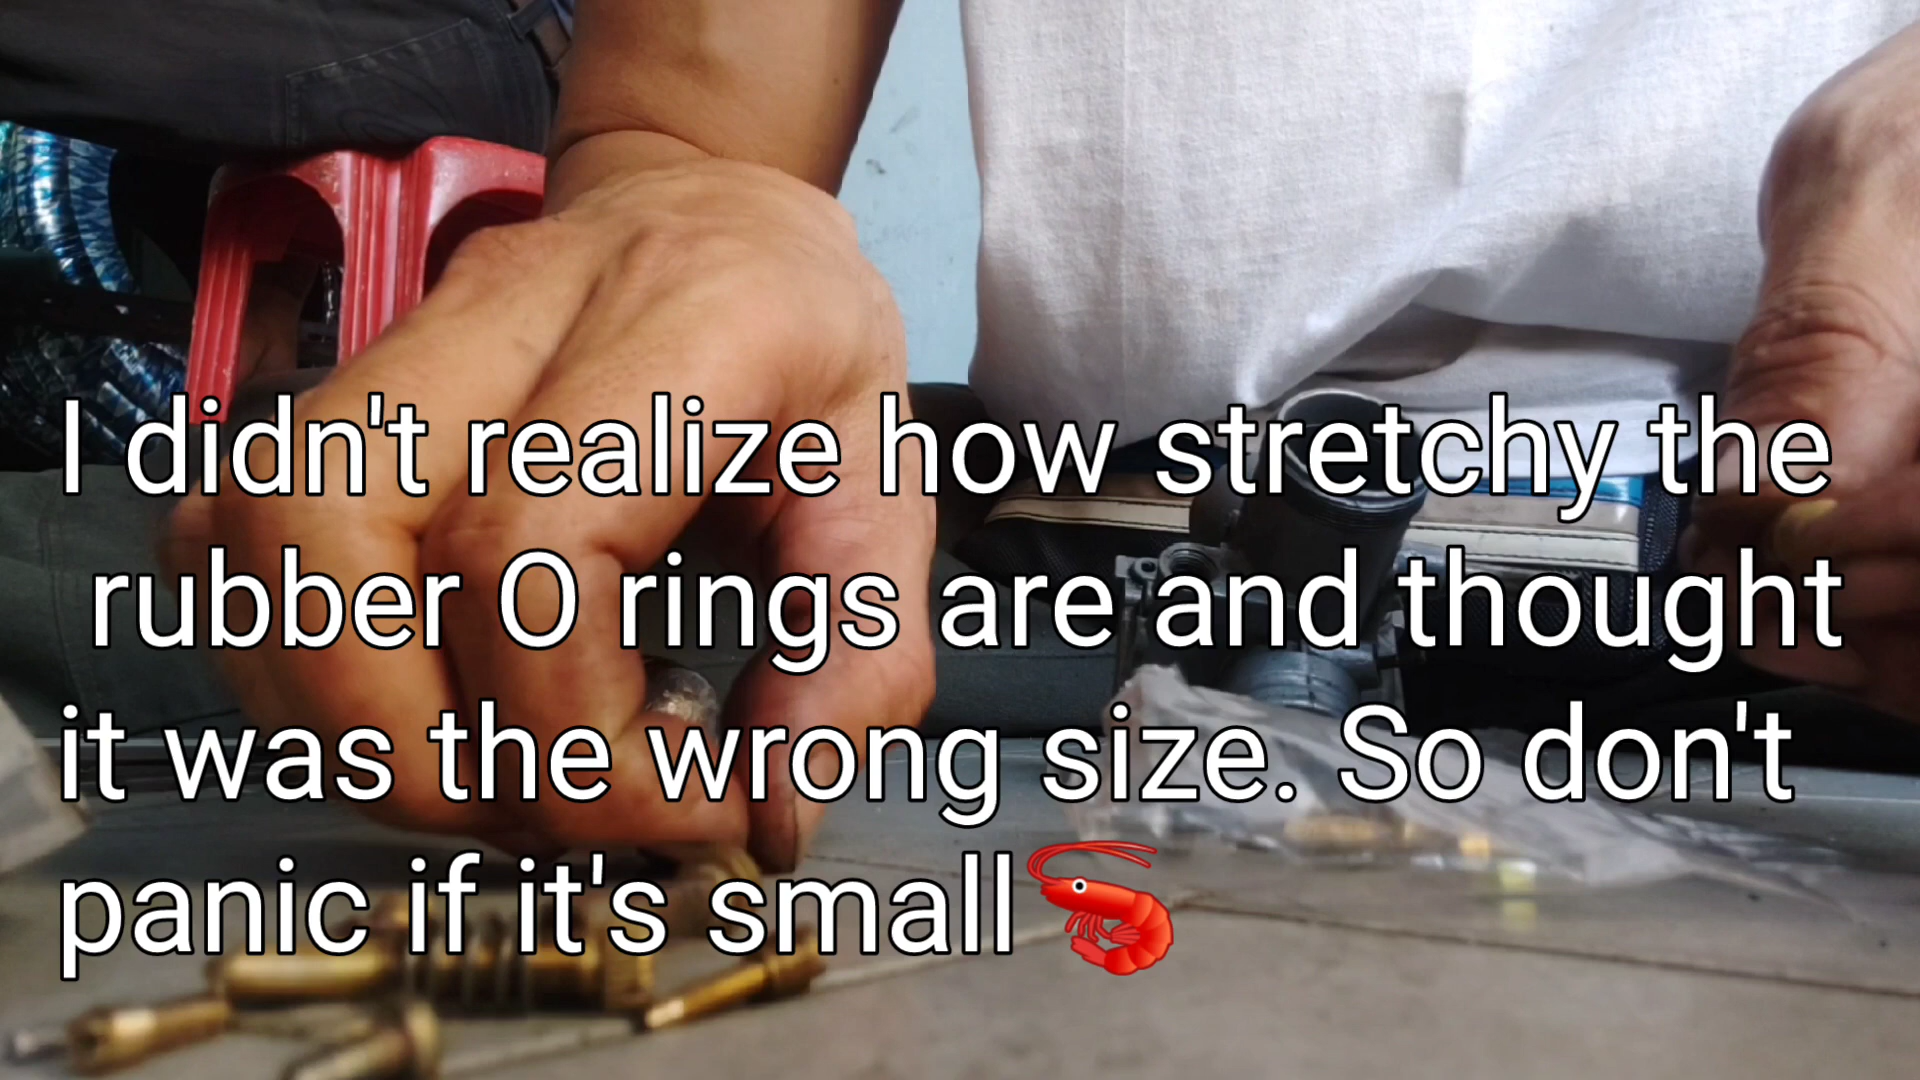 I didn't realize how stretchy the
rubber O rings are and thought
it was the wrong size. So don't
panic if it's small🦐